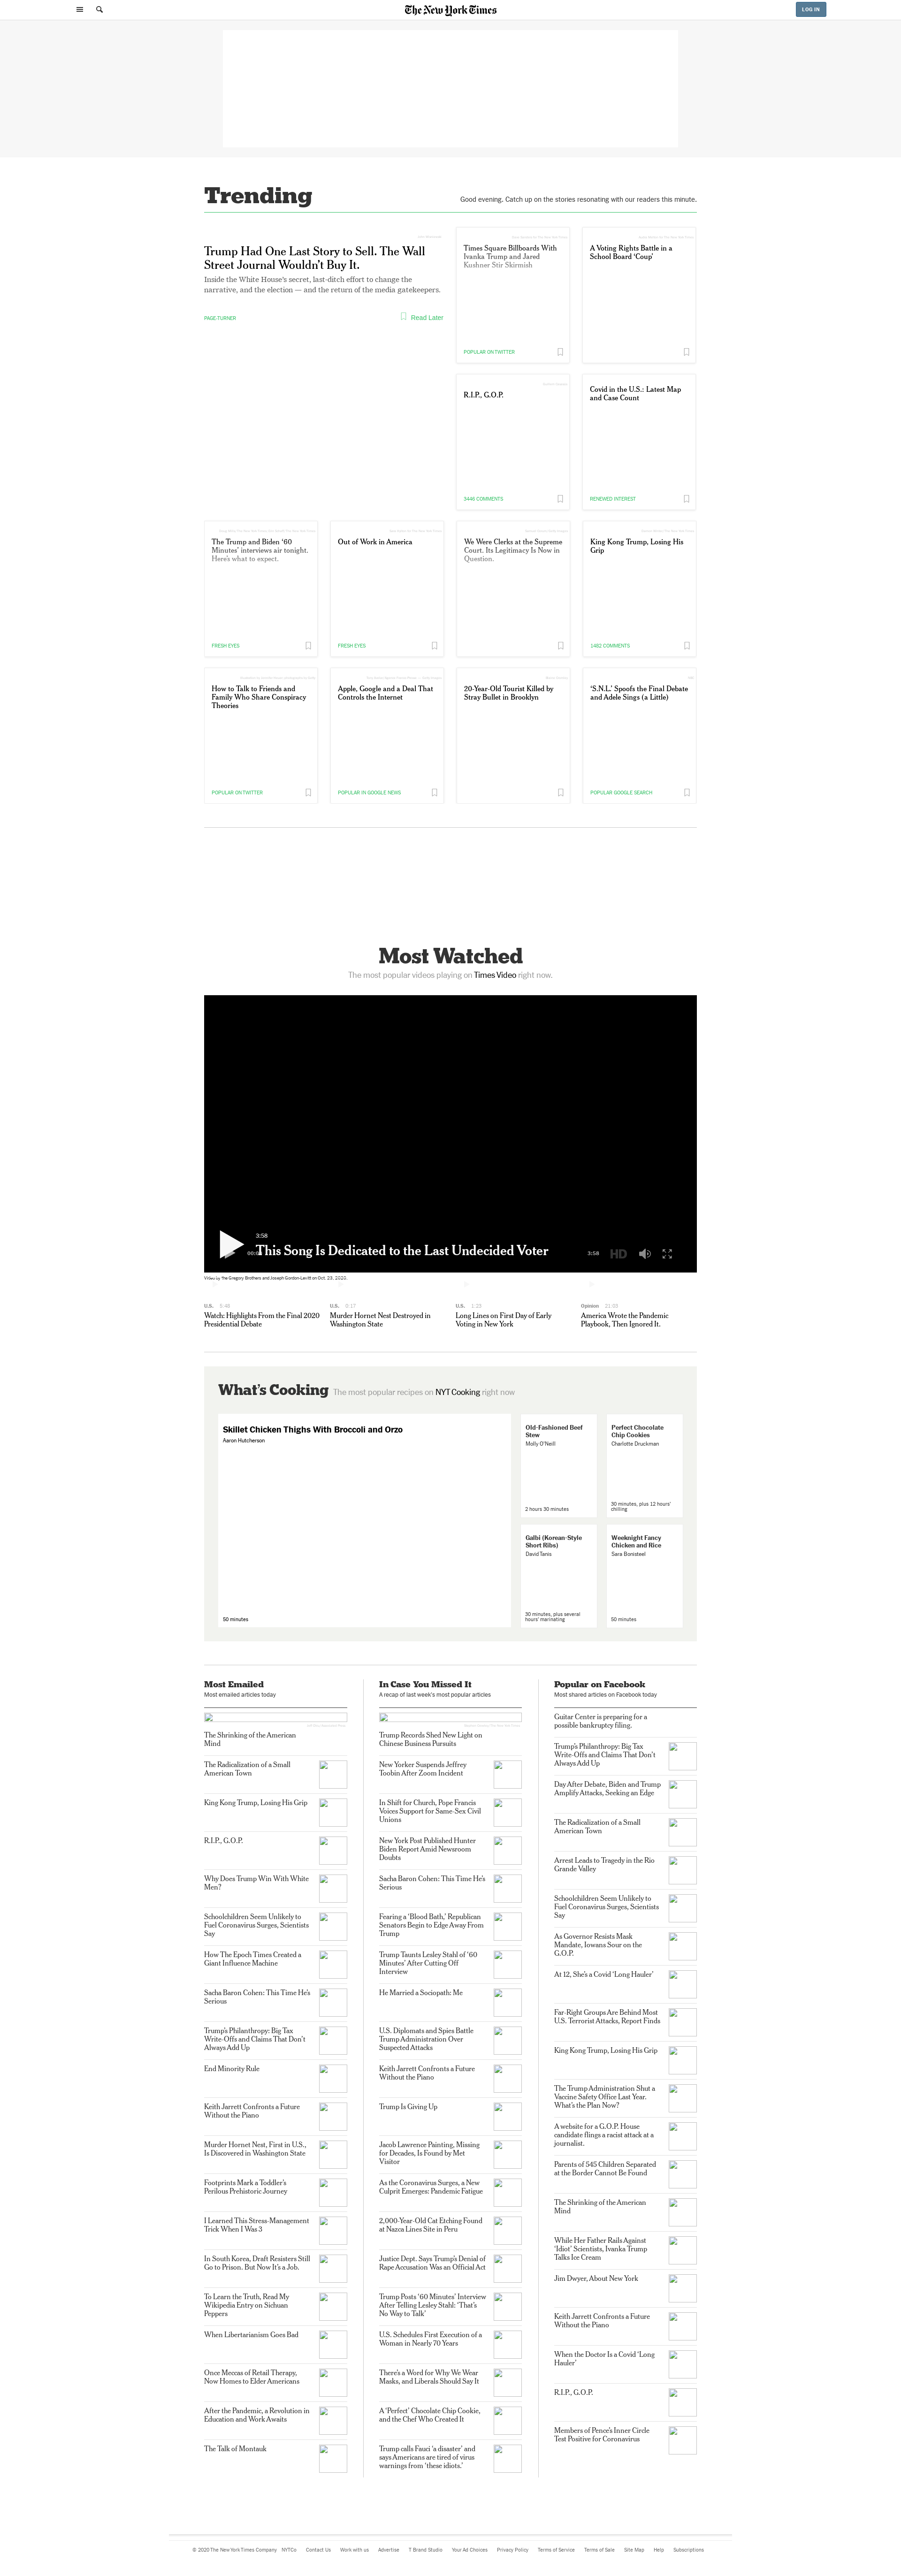 The New York Times
LOG IN
Trending
Good evening. Catch up on the stories resonating with our readers this minute.
Trump Had One Last Story to Sell. The Wall
Street Journal Wouldn't Buy It.
Inside the White House's secret, last-ditch effort to change the
narrative, and the election — and the return of the media gatekeepers.
PAGE-TURNER
Read Later
Times Square Billboards With
Ivanka Trump and Jared
Kushner Stir Skirmish
POPULAR ON TWITTER
A Voting Rights Battle in a
School Board ‘Coup’
R.I.P., G.O.P.
3446 COMMENTS
Covid in the U.S.: Latest Map
and Case Count
RENEWED INTEREST
The Trump and Biden ‘60
Minutes’ interviews air tonight.
Here’s what to expect.
FRESH EYES
Out of Work in America
FRESH EYES
We Were Clerks at the Supreme
Court. Its Legitimacy Is Now in
Question.
King Kong Trump, Losing His
Grip
1482 COMMENTS
How to Talk to Friends and
Family Who Share Conspiracy
Theories
POPULAR ON TWITTER
Apple, Google and a Deal That
Controls the Internet
POPULAR IN GOOGLE NEWS
20-Year-Old Tourist Killed by
Stray Bullet in Brooklyn
‘S.N.L.’ Spoofs the Final Debate
and Adele Sings (a Little)
POPULAR GOOGLE SEARCH
Most Watched
The most popular videos playing on Times Video right now.
3:58
This Song Is Dedicated to the Last Undecided Voter
3:58
HD
Video by The Gregory Brothers and Joseph Gordon-Levitt on Oct. 23, 2020.
U.S.
Watch: Highlights From the Final 2020
Presidential Debate
U.S. 0:17
Murder Hornet Nest Destroyed in
Washington State
U.S. 1:23
Long Lines on First Day of Early
Voting in New York
Opinion
America Wrote the Pandemic
Playbook, Then Ignored It.
What’s Cooking The most popular recipes on NYT Cooking right now
Skillet Chicken Thighs With Broccoli and Orzo
Aaron Hutcherson
50 minutes
Old-Fashioned Beef
Stew
Molly O'Neill
2 hours 30 minutes
Perfect Chocolate
Chip Cookies
Charlotte Druckman
30 minutes, plus 12 hours'
chilling
Galbi (Korean-Style
Short Ribs)
David Tanis
30 minutes, plus several
hours' marinating
Weeknight Fancy
Chicken and Rice
Sara Bonisteel
50 minutes
Most Emailed
Most emailed articles today
The Shrinking of the American
Mind
The Radicalization of a Small
American Town
King Kong Trump, Losing His Grip
R.I.P., G.O.P.
Why Does Trump Win With White
Men?
Schoolchildren Seem Unlikely to
Fuel Coronavirus Surges, Scientists
Say
How The Epoch Times Created a
Giant Influence Machine
Sacha Baron Cohen: This Time He’s
Serious
Trump’s Philanthropy: Big Tax
Write-Offs and Claims That Don’t
Always Add Up
End Minority Rule
Keith Jarrett Confronts a Future
Without the Piano
Murder Hornet Nest, First in U.S.,
Is Discovered in Washington State
Footprints Mark a Toddler’s
Perilous Prehistoric Journey
I Learned This Stress-Management
Trick When I Was 3
In South Korea, Draft Resisters Still
Go to Prison. But Now It’s a Job.
To Learn the Truth, Read My
Wikipedia Entry on Sichuan
Peppers
When Libertarianism Goes Bad
Once Meccas of Retail Therapy,
Now Homes to Elder Americans
After the Pandemic, a Revolution in
Education and Work Awaits
The Talk of Montauk
In Case You Missed It
A recap of last week's most popular articles
Trump Records Shed New Light on
Chinese Business Pursuits
New Yorker Suspends Jeffrey
Toobin After Zoom Incident
In Shift for Church, Pope Francis
Voices Support for Same-Sex Civil
Unions
New York Post Published Hunter
Biden Report Amid Newsroom
Doubts
Sacha Baron Cohen: This Time He’s
Serious
Fearing a ‘Blood Bath,’ Republican
Senators Begin to Edge Away From
Trump
Trump Taunts Lesley Stahl of ‘60
Minutes’ After Cutting Off
Interview
He Married a Sociopath: Me
U.S. Diplomats and Spies Battle
Trump Administration Over
Suspected Attacks
Keith Jarrett Confronts a Future
Without the Piano
Trump Is Giving Up
Jacob Lawrence Painting, Missing
for Decades, Is Found by Met
Visitor
As the Coronavirus Surges, a New
Culprit Emerges: Pandemic Fatigue
2,000-Year-Old Cat Etching Found
at Nazca Lines Site in Peru
Justice Dept. Says Trump’s Denial of
Rape Accusation Was an Official Act
Trump Posts ‘60 Minutes’ Interview
After Telling Lesley Stahl: ‘That’s
No Way to Talk’
U.S. Schedules First Execution of a
Woman in Nearly 70 Years
There’s a Word for Why We Wear
Masks, and Liberals Should Say It
A ‘Perfect’ Chocolate Chip Cookie,
and the Chef Who Created It
Trump calls Fauci ‘a disaster’ and
says Americans are tired of virus
warnings from ‘these idiots.’
Popular on Facebook
Most shared articles on Facebook today
Guitar Center is preparing for a
possible bankruptcy filing.
Trump’s Philanthropy: Big Tax
Write-Offs and Claims That Don’t
Always Add Up
Day After Debate, Biden and Trump
Amplify Attacks, Seeking an Edge
The Radicalization of a Small
American Town
Arrest Leads to Tragedy in the Rio
Grande Valley
Schoolchildren Seem Unlikely to
Fuel Coronavirus Surges, Scientists
Say
As Governor Resists Mask
Mandate, Iowans Sour on the
G.O.P.
At 12, She’s a Covid ‘Long Hauler’
Far-Right Groups Are Behind Most
U.S. Terrorist Attacks, Report Finds
King Kong Trump, Losing His Grip
The Trump Administration Shut a
Vaccine Safety Office Last Year.
What’s the Plan Now?
A website for a G.O.P. House
candidate flings a racist attack at a
journalist.
Parents of 545 Children Separated
at the Border Cannot Be Found
The Shrinking of the American
Mind
While Her Father Rails Against
‘Idiot’ Scientists, Ivanka Trump
Talks Ice Cream
Jim Dwyer, About New York
Keith Jarrett Confronts a Future
Without the Piano
When the Doctor Is a Covid ‘Long
Hauler’
R.I.P., G.O.P.
Members of Pence’s Inner Circle
Test Positive for Coronavirus
© 2020 The New York Times Company NYTCo Contact Us Work with us Advertise T Brand Studio Your Ad Choices Privacy Policy Terms of Service Terms of Sale Site Map Help Subscriptions